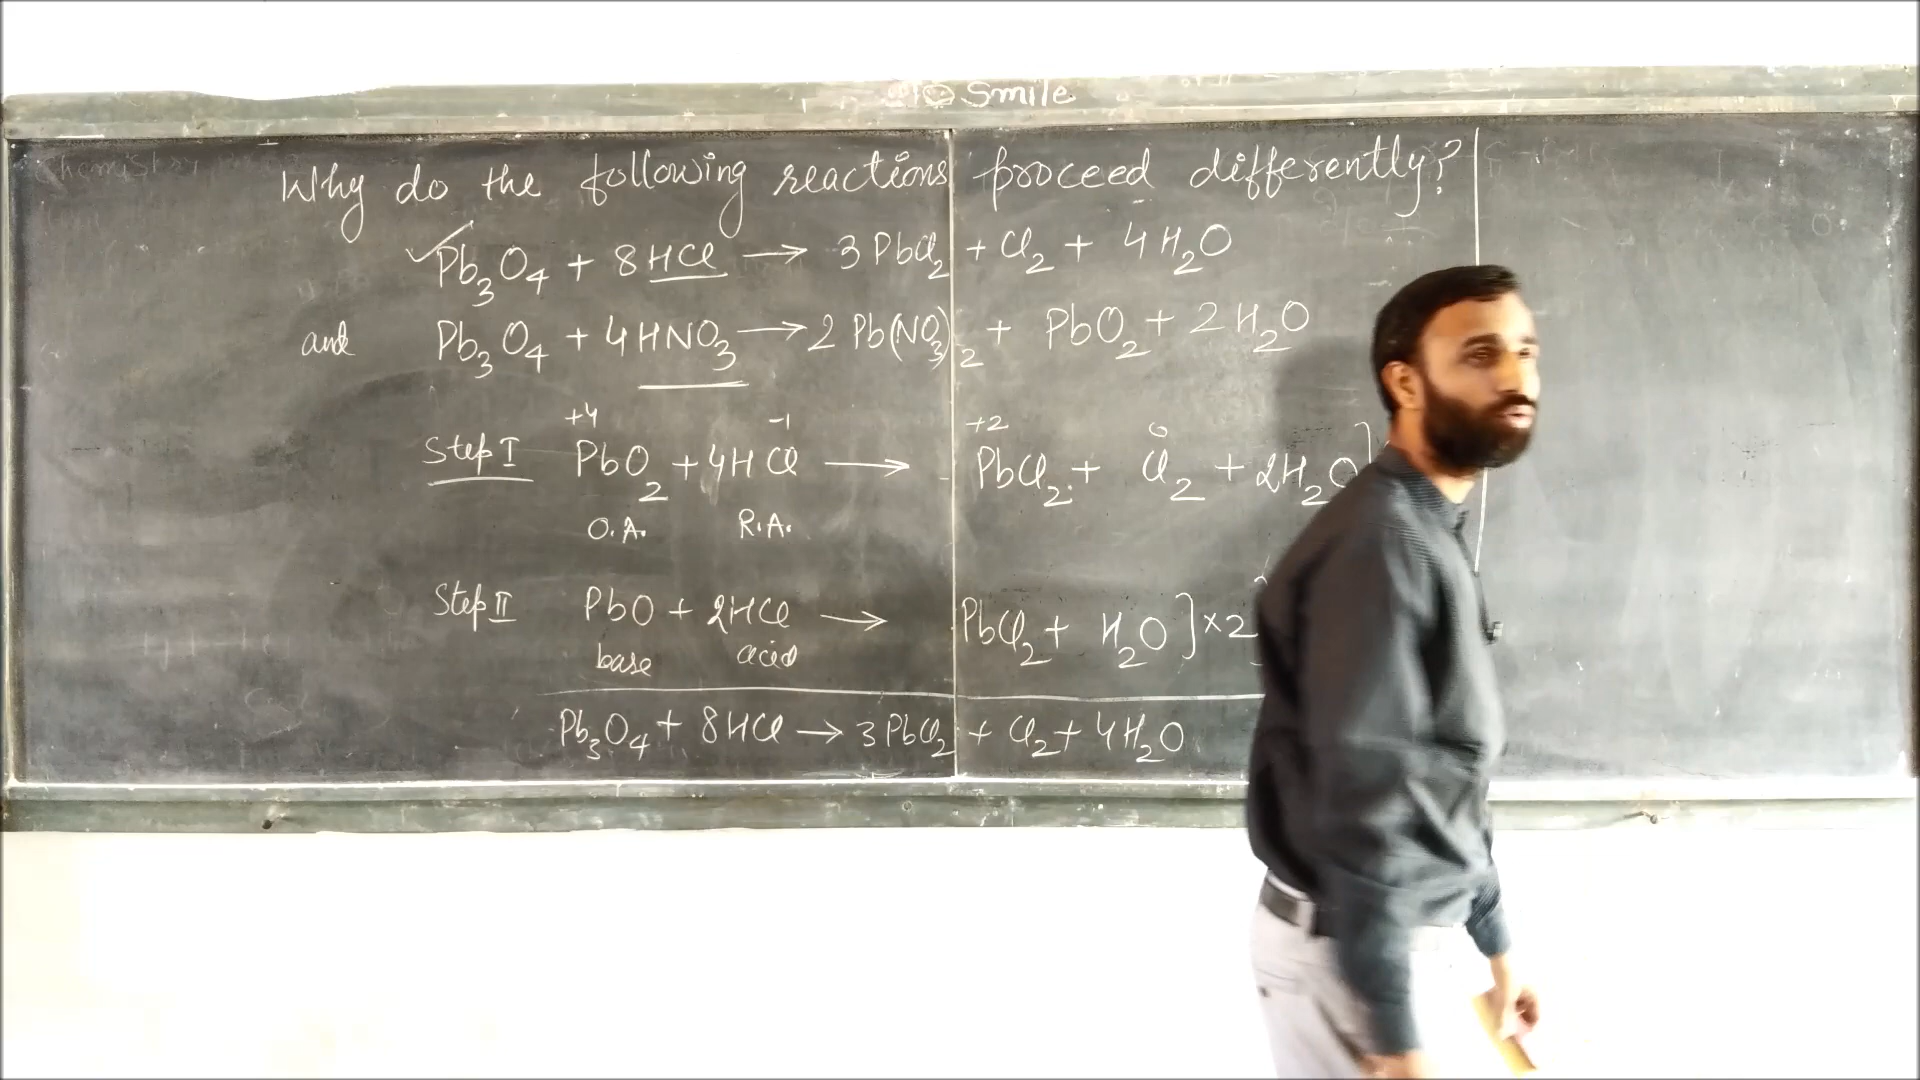 ☺ Smile
Why do the following reactions proceed differently?
✓Pb₃O₄ + 8HCl → 3PbCl₂ + Cl₂ + 4H₂O
and Pb₃O₄ + 4HNO₃ → 2Pb(NO₃)₂ + PbO₂ + 2H₂O
+4 -1 +2 0
Step I PbO₂ + 4HCl → PbCl₂ + Cl₂ + 2H₂O]
O.A. R.A.
Step II PbO + 2HCl → PbCl₂ + H₂O]×2
base acid
Pb₃O₄ + 8HCl → 3PbCl₂ + Cl₂ + 4H₂O